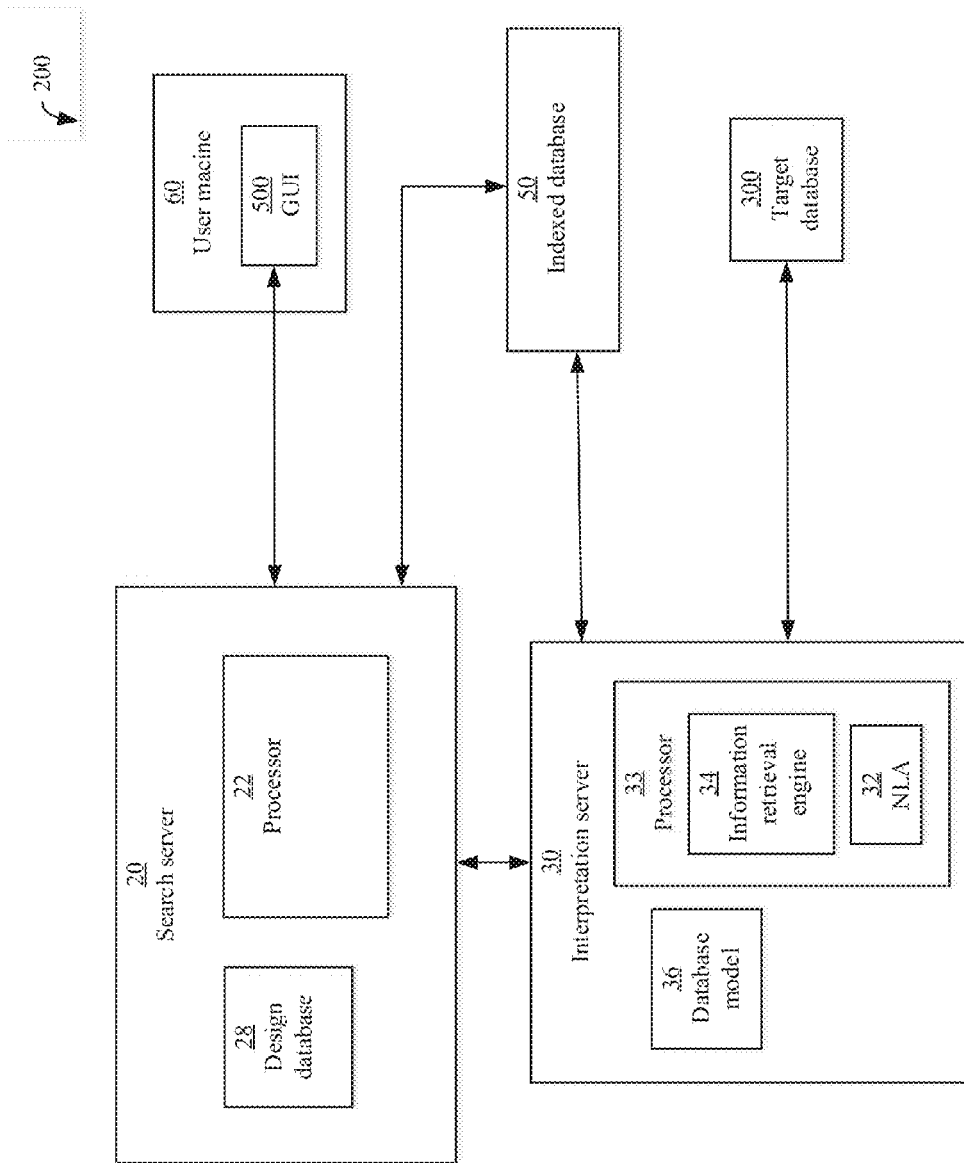 200
20
Search server
28
Design
database
22
Processor
60
User macine
500
GUI
50
Indexed database
30
Interpretation server
36
Database
model
33
Processor
34
Information
retrieval
engine
32
NLA
300
Target
database